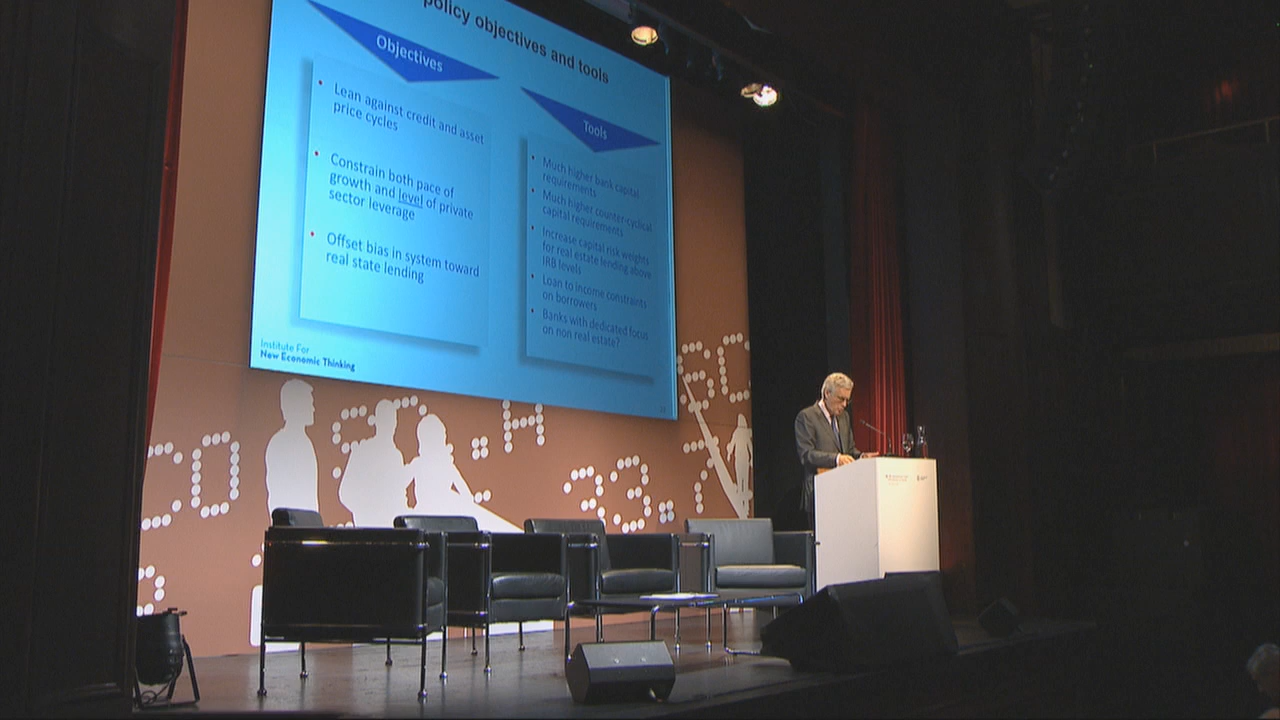 policy objectives and tools
Objectives
Lean against credit and asset
price cycles
Constrain both pace of
growth and level of private
sector leverage
Offset bias in system toward
real state lending
Tools
Much higher bank capital
requirements
Much higher counter-cyclical
capital requirements
Increase capital risk weights
for real estate lending above
IRB levels
Loan to income constraints
on borrowers
Banks with dedicated focus
on non real estate?
Institute For
New Economic Thinking